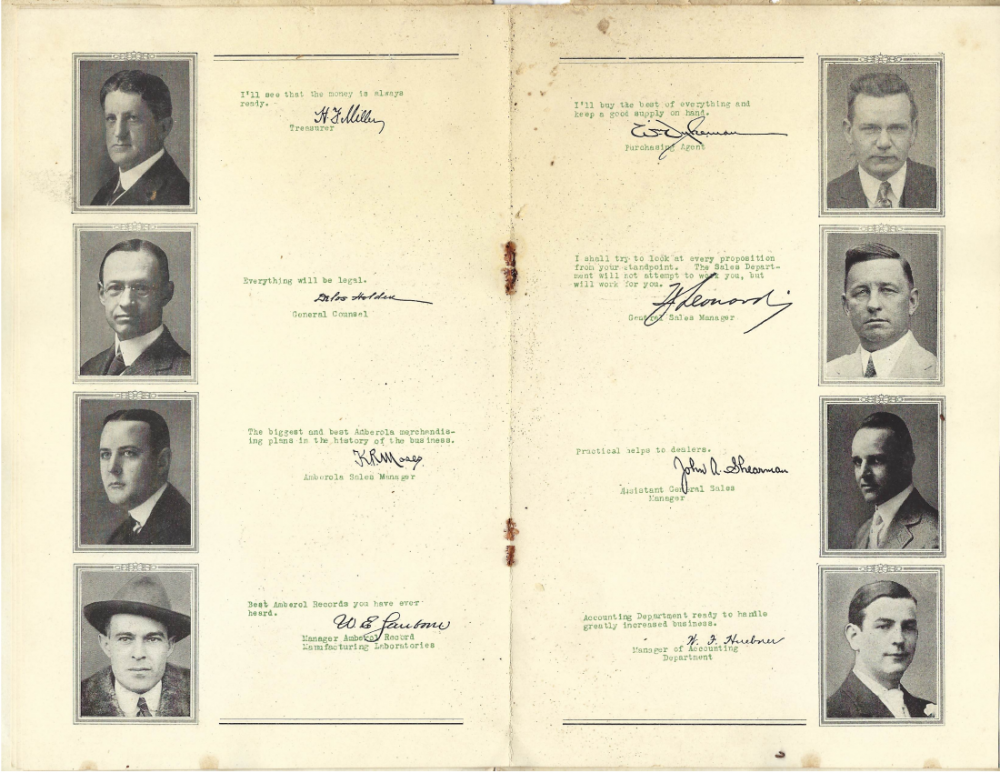 I'll see that the money is always
ready.
H F Miller
Treasurer
Everything will be legal.
Delos Holden
General Counsel
The biggest and best Amberola merchandis-
ing plans in the history of the business.
Amberola Sales Manager
Best Amberol Records you have ever
heard.
W E
Manager Amberol Record
Manufacturing Laboratories
I'll buy the best of everything and
keep a good supply on hand.
Purchasing Agent
I shall try to look at every proposition
from your standpoint. The Sales Depart-
ment will not attempt to work you, but
will work for you.
Leonard
General Sales Manager
Practical helps to dealers.
John A. Shearman
Assistant General Sales
Manager
Accounting Department ready to handle
greatly increased business.
H. F. Huebner
Manager of Accounting
Department